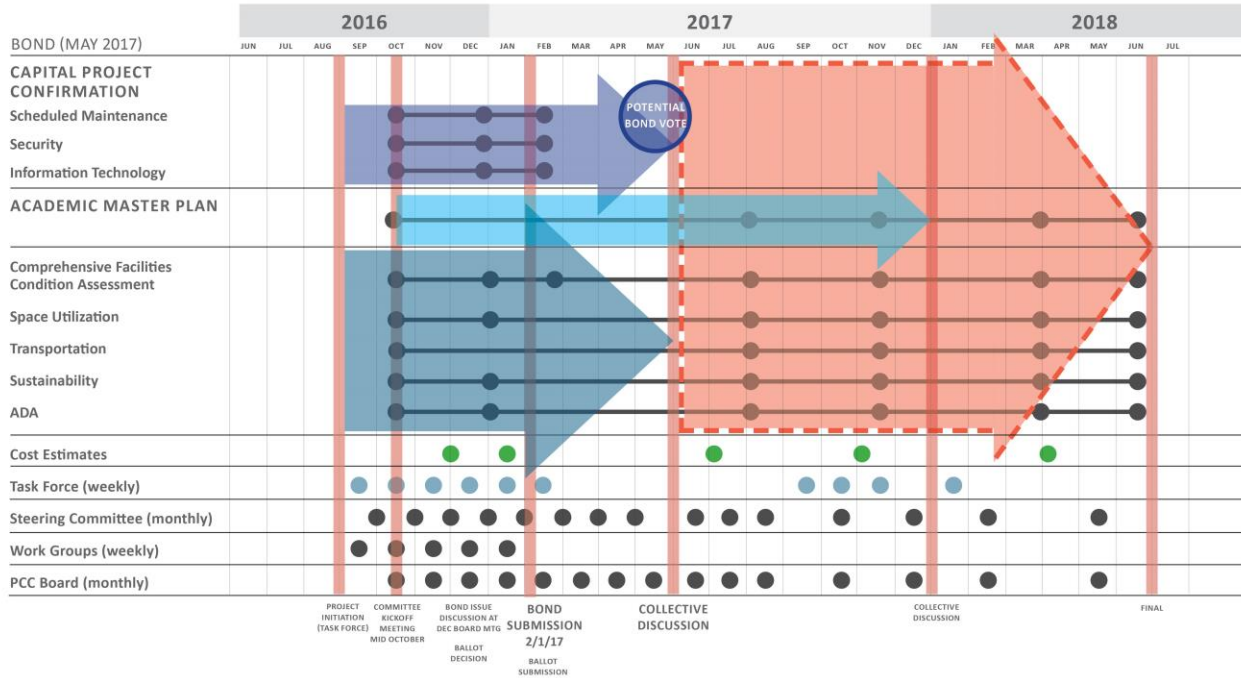 2016 2017 2018
BOND (MAY 2017) JUN JUL AUG SEP OCT NOV DEC JAN FEB MAR APR MAY JUN JUL AUG SEP OCT NOV DEC JAN FEB MAR APR MAY JUN JUL
CAPITAL PROJECT
CONFIRMATION
Scheduled Maintenance
POTENTIAL
BOND VOTE
Security
Information Technology
ACADEMIC MASTER PLAN
Comprehensive Facilities
Condition Assessment
Space Utilization
Transportation
Sustainability
ADA
Cost Estimates
Task Force (weekly)
Steering Committee (monthly)
Work Groups (weekly)
PCC Board (monthly)
PROJECT
INITIATION
(TASK FORCE)
COMMITTEE
KICKOFF
MEETING
MID OCTOBER
BOND ISSUE
DISCUSSION AT
DEC BOARD MTG
BALLOT
DECISION
BOND
SUBMISSION
2/1/17
BALLOT
SUBMISSION
COLLECTIVE
DISCUSSION
COLLECTIVE
DISCUSSION
FINAL